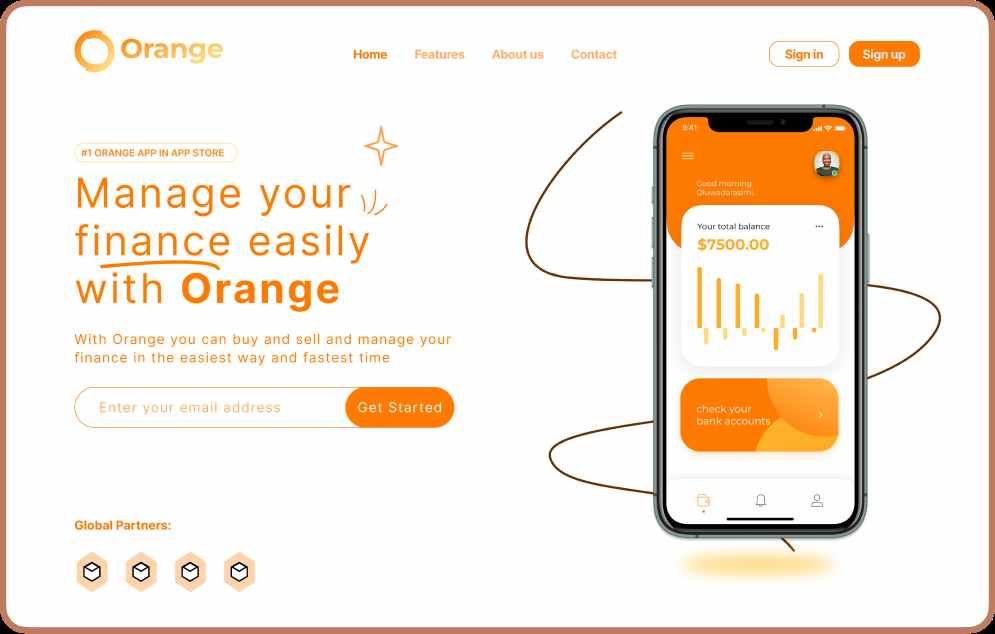 Orange
Home Features About us Contact
Sign in Sign up
#1 ORANGE APP IN APP STORE
Manage your
finance easily
with Orange
With Orange you can buy and sell and manage your
finance in the easiest way and fastest time
Enter your email address
Get Started
Global Partners:
9:41
Good morning
Oluwadarasimi
Your total balance
$7500.00
check your
bank accounts